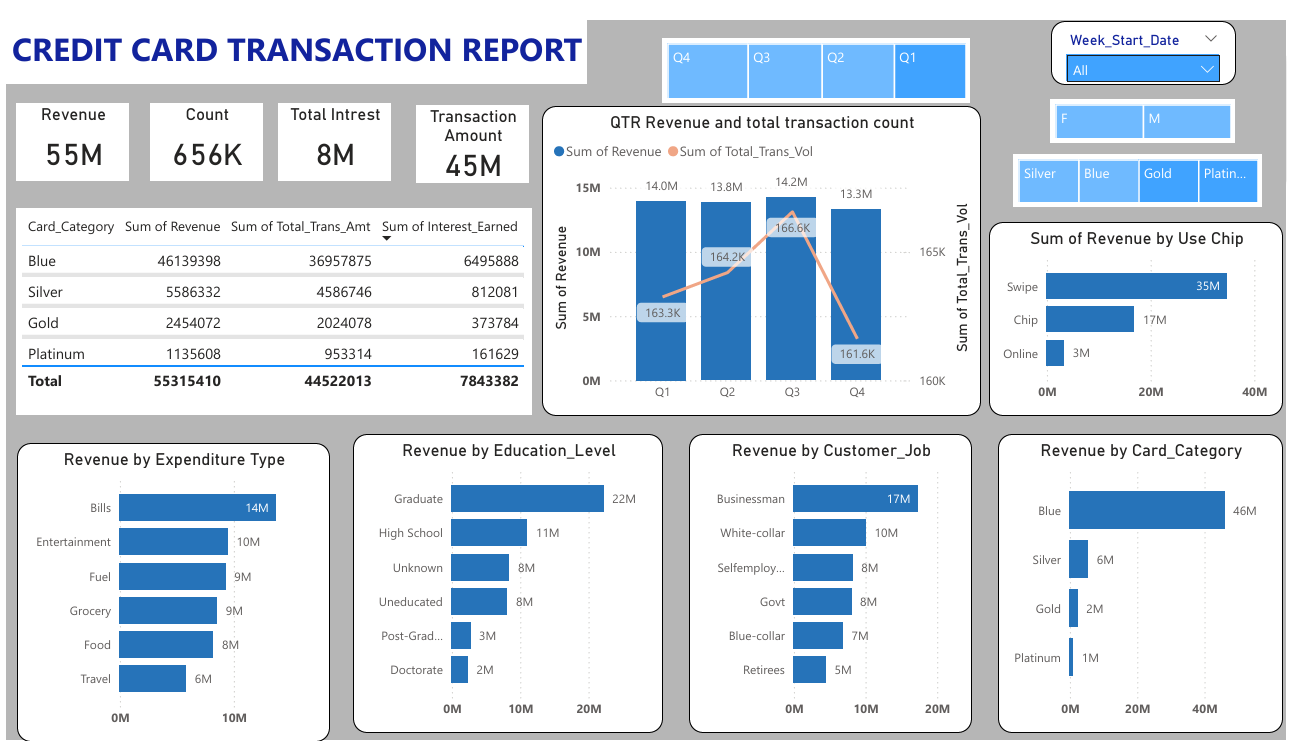 CREDIT CARD TRANSACTION REPORT
Q4 Q3 Q2 Q1
Week_Start_Date
All
F M
Silver Blue Gold Platin...
Revenue
55M
Count
656K
Total Intrest
8M
Transaction
Amount
45M
Card_Category Sum of Revenue Sum of Total_Trans_Amt Sum of Interest_Earned
Blue 46139398 36957875 6495888
Silver 5586332 4586746 812081
Gold 2454072 2024078 373784
Platinum 1135608 953314 161629
Total 55315410 44522013 7843382
QTR Revenue and total transaction count
Sum of Revenue Sum of Total_Trans_Vol
Sum of Revenue
15M
10M
5M
0M
14.0M 13.8M 14.2M 13.3M
163.3K 164.2K 166.6K 161.6K
Q1 Q2 Q3 Q4
165K
160K
Sum of Total_Trans_Vol
Sum of Revenue by Use Chip
Swipe 35M
Chip 17M
Online 3M
0M 20M 40M
Revenue by Expenditure Type
Bills 14M
Entertainment 10M
Fuel 9M
Grocery 9M
Food 8M
Travel 6M
0M 10M
Revenue by Education_Level
Graduate 22M
High School 11M
Unknown 8M
Uneducated 8M
Post-Grad... 3M
Doctorate 2M
0M 10M 20M
Revenue by Customer_Job
Businessman 17M
White-collar 10M
Selfemploy... 8M
Govt 8M
Blue-collar 7M
Retirees 5M
0M 10M 20M
Revenue by Card_Category
Blue 46M
Silver 6M
Gold 2M
Platinum 1M
0M 20M 40M